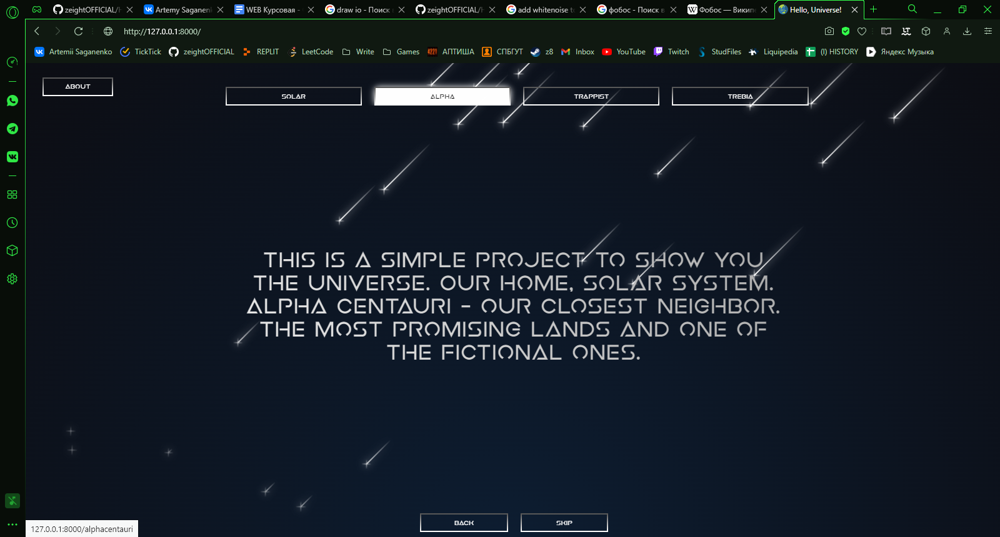 zeightOFFICIAL/H
Artemy Saganenk
WEB Курсовая -
draw io - Поиск
zeightOFFICIAL/H
add whitenoise to
фобос - Поиск в
Фобос — Википе
Hello, Universe!
http://127.0.0.1:8000/
Artemii Saganenko
TickTick
zeightOFFICIAL
REPLIT
LeetCode
Write
Games
4221 АПТИША
СПБГУТ
z8
Inbox
YouTube
Twitch
StudFiles
Liquipedia
(I) HISTORY
Яндекс Музыка
ABOUT
SOLAR
ALPHA
TRAPPIST
TREBIA
THIS IS A SIMPLE PROJECT TO SHOW YOU
THE UNIVERSE. OUR HOME, SOLAR SYSTEM.
ALPHA CENTAURI - OUR CLOSEST NEIGHBOR.
THE MOST PROMISING LANDS AND ONE OF
THE FICTIONAL ONES.
BACK
SKIP
127.0.0.1:8000/alphacentauri